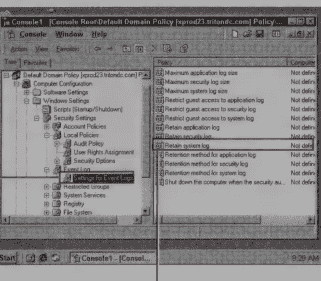 Console1 - [Console Root\Default Domain Policy [xprod23.tritondc.com] Policy...
Console Window Help
Action View Favorites
Tree Favorites
Default Domain Policy [xprod23.tritondc.com]
Computer Configuration
Software Settings
Windows Settings
Scripts (Startup/Shutdown)
Security Settings
Account Policies
Local Policies
Audit Policy
User Rights Assignment
Security Options
Event Log
Settings for Event Logs
Restricted Groups
System Services
Registry
File System
Policy Computer
Maximum application log size Not defin
Maximum security log size Not defin
Maximum system log size Not defin
Restrict guest access to application log Not defin
Restrict guest access to security log Not defin
Restrict guest access to system log Not defin
Retain application log Not defin
Retain security log Not defin
Retain system log Not defin
Retention method for application log Not defin
Retention method for security log Not defin
Retention method for system log Not defin
Shut down the computer when the security au... Not defin
Start Console1 - [Consol... 9:29 AM